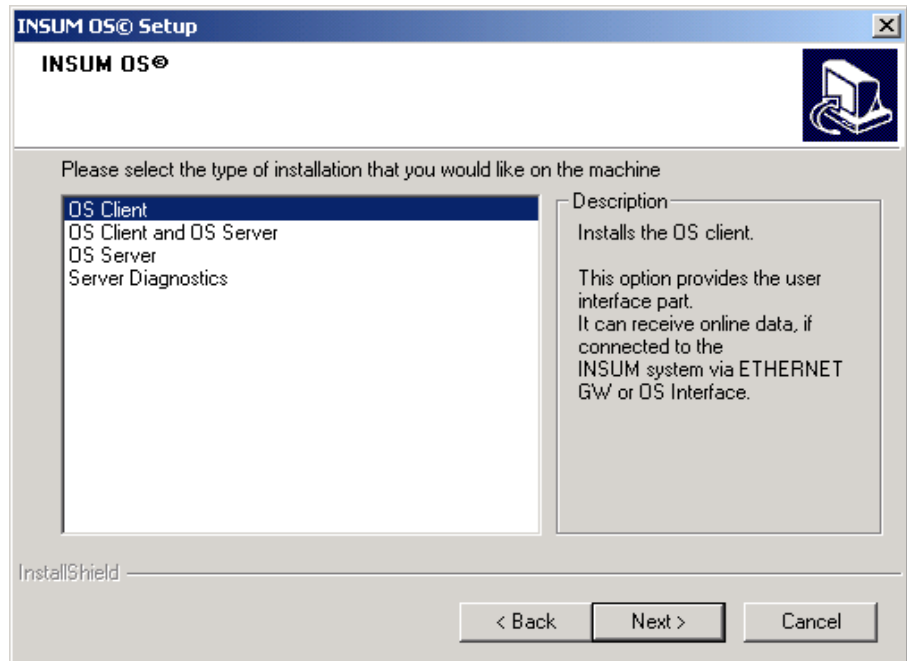 INSUM OS© Setup
INSUM OS©
Please select the type of installation that you would like on the machine
OS Client
OS Client and OS Server
OS Server
Server Diagnostics
Description
Installs the OS client.
This option provides the user
interface part.
It can receive online data, if
connected to the
INSUM system via ETHERNET
GW or OS Interface.
InstallShield
< Back
Next >
Cancel